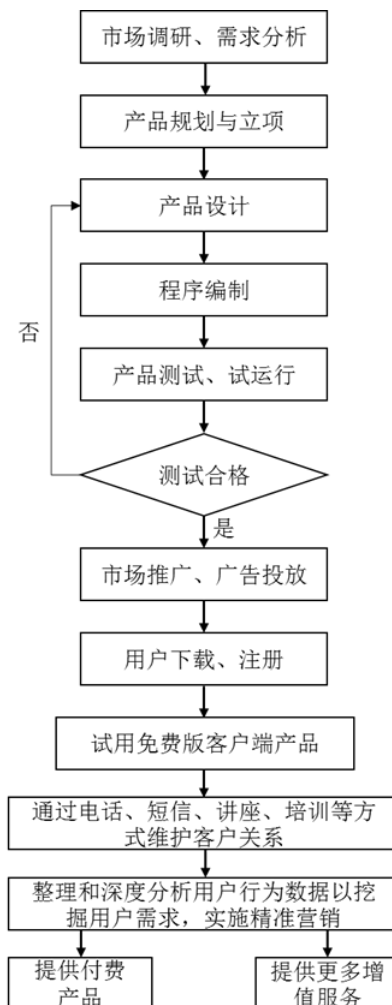 市场调研、需求分析
产品规划与立项
产品设计
程序编制
否
产品测试、试运行
测试合格
是
市场推广、广告投放
用户下载、注册
试用免费版客户端产品
通过电话、短信、讲座、培训等方
式维护客户关系
整理和深度分析用户行为数据以挖
掘用户需求，实施精准营销
提供付费
产品
提供更多增
值服务